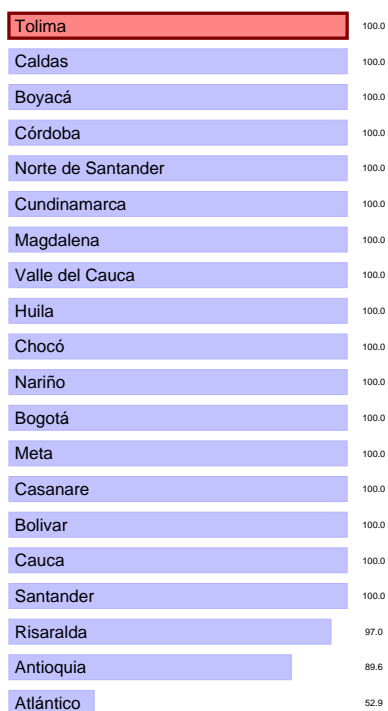 Tolima 100.0
Caldas 100.0
Boyacá 100.0
Córdoba 100.0
Norte de Santander 100.0
Cundinamarca 100.0
Magdalena 100.0
Valle del Cauca 100.0
Huila 100.0
Chocó 100.0
Nariño 100.0
Bogotá 100.0
Meta 100.0
Casanare 100.0
Bolivar 100.0
Cauca 100.0
Santander 100.0
Risaralda 97.0
Antioquia 89.6
Atlántico 52.9